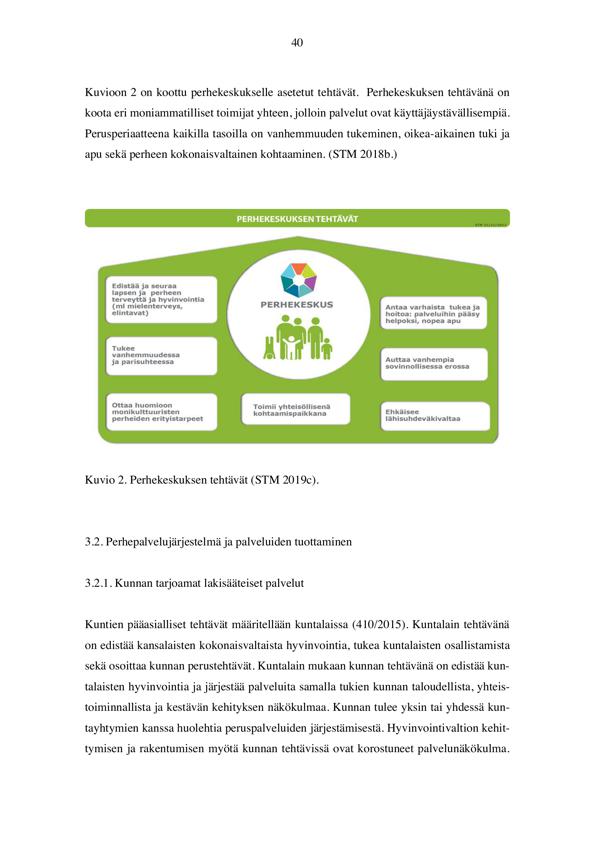 40
Kuvioon 2 on koottu perhekeskukselle asetetut tehtävät. Perhekeskuksen tehtävänä on
koota eri moniammatilliset toimijat yhteen, jolloin palvelut ovat käyttäjäystävällisempiä.
Perusperiaatteena kaikilla tasoilla on vanhemmuuden tukeminen, oikea-aikainen tuki ja
apu sekä perheen kokonaisvaltainen kohtaaminen. (STM 2018b.)
PERHEKESKUKSEN TEHTÄVÄT
PERHEKESKUS
Edistää ja seuraa
lapsen ja perheen
terveyttä ja hyvinvointia
(ml mielenterveys,
elintavat)
Tukee
vanhemmuudessa
ja parisuhteessa
Ottaa huomioon
monikulttuuristen
perheiden erityistarpeet
Toimii yhteisöllisenä
kohtaamispaikkana
Antaa varhaista tukea ja
hoitoa: palveluihin pääsy
helpoksi, nopea apu
Auttaa vanhempia
sovinnollisessa erossa
Ehkäisee
lähisuhdeväkivaltaa
Kuvio 2. Perhekeskuksen tehtävät (STM 2019c).
3.2. Perhepalvelujärjestelmä ja palveluiden tuottaminen
3.2.1. Kunnan tarjoamat lakisääteiset palvelut
Kuntien pääasialliset tehtävät määritellään kuntalaissa (410/2015). Kuntalain tehtävänä
on edistää kansalaisten kokonaisvaltaista hyvinvointia, tukea kuntalaisten osallistamista
sekä osoittaa kunnan perustehtävät. Kuntalain mukaan kunnan tehtävänä on edistää kun-
talaisten hyvinvointia ja järjestää palveluita samalla tukien kunnan taloudellista, yhteis-
toiminnallista ja kestävän kehityksen näkökulmaa. Kunnan tulee yksin tai yhdessä kun-
tayhtymien kanssa huolehtia peruspalveluiden järjestämisestä. Hyvinvointivaltion kehit-
tymisen ja rakentumisen myötä kunnan tehtävissä ovat korostuneet palvelunäkökulma.